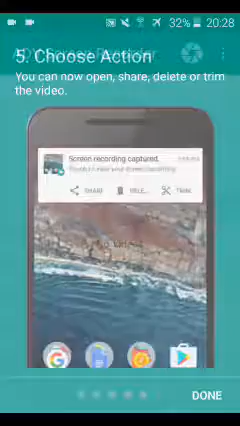 32% 20:28
5. Choose Action
You can now open, share, delete or trim
the video.
Screen recording captured.
SHARE DELE... TRIM
DONE